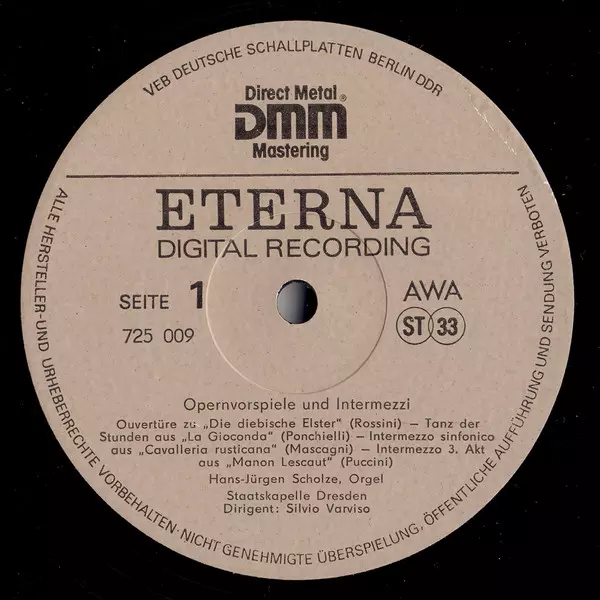 VEB DEUTSCHE SCHALLPLATTEN BERLIN DDR
Direct Metal®
DMM
Mastering
ETERNA
DIGITAL RECORDING
SEITE 1
AWA
725 009
ST 33
Opernvorspiele und Intermezzi
Ouvertüre zu „Die diebische Elster" (Rossini) — Tanz der
Stunden aus „La Gioconda" (Ponchielli) — Intermezzo sinfonico
aus „Cavalleria rusticana" (Mascagni) — Intermezzo 3. Akt
aus „Manon Lescaut" (Puccini)
Hans-Jürgen Scholze, Orgel
Staatskapelle Dresden
Dirigent: Silvio Varviso
ALLE HERSTELLER-UND URHEBERRECHTE VORBEHALTEN·NICHT GENEHMIGTE ÜBERSPIELUNG, ÖFFENTLICHE AUFFÜHRUNG UND SENDUNG VERBOTEN